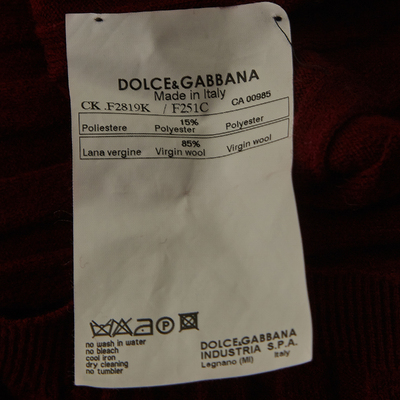 DOLCE&GABBANA
Made in Italy
CK .F2819K / F251C CA 00985
15%
Poliestere Polyester Polyester
85%
Lana vergine Virgin wool Virgin wool
A P
no wash in water
no bleach
cool iron
dry cleaning
no tumbler
DOLCE&GABBANA
INDUSTRIA S.P.A.
Legnano (MI) Italy